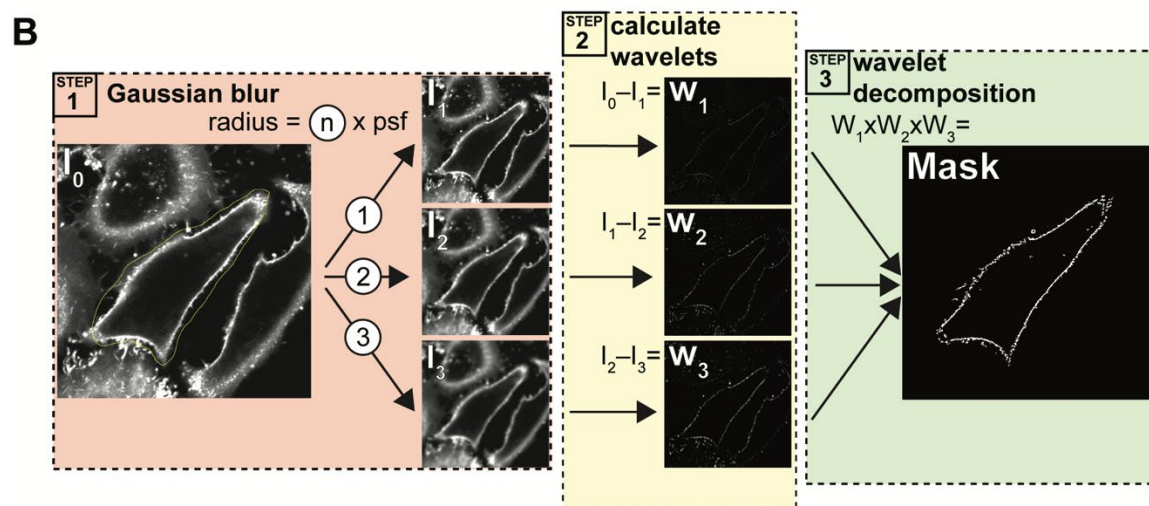 B
STEP
1
Gaussian blur
radius = n x psf
I₀
1
2
3
I₁
I₂
I₃
STEP
2
calculate
wavelets
I₀–I₁=
W₁
I₁–I₂=
W₂
I₂–I₃=
W₃
STEP
3
wavelet
decomposition
W₁xW₂xW₃=
Mask